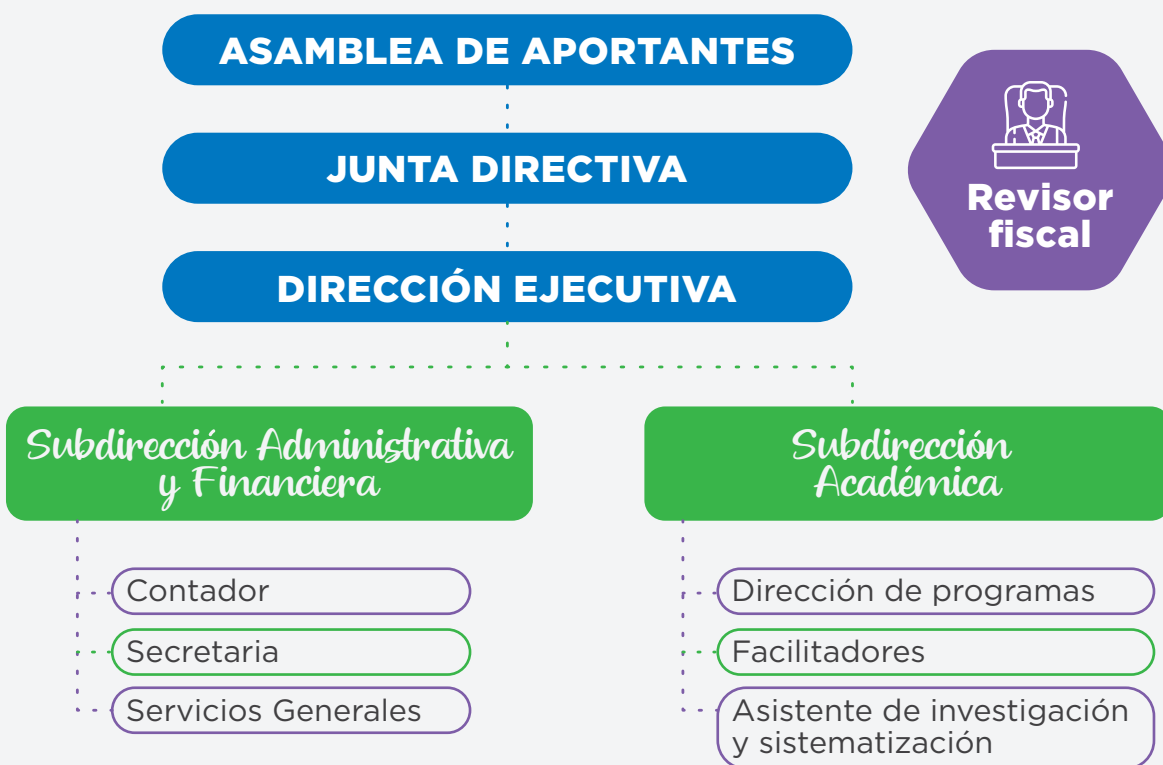 ASAMBLEA DE APORTANTES
JUNTA DIRECTIVA
DIRECCIÓN EJECUTIVA
Revisor
fiscal
Subdirección Administrativa
y Financiera
Contador
Secretaria
Servicios Generales
Subdirección
Académica
Dirección de programas
Facilitadores
Asistente de investigación
y sistematización